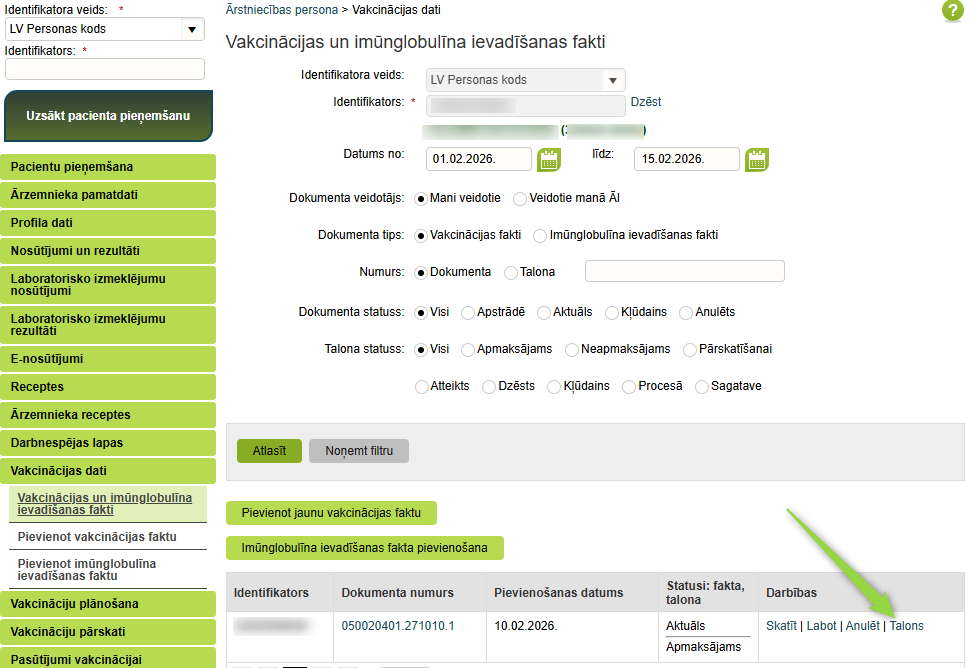 Identifikatora veids: *
LV Personas kods
Identifikators: *
Uzsākt pacienta pieņemšanu
Pacientu pieņemšana
Ārzemnieka pamatdati
Profila dati
Nosūtījumi un rezultāti
Laboratorisko izmeklējumu
nosūtījumi
Laboratorisko izmeklējumu
rezultāti
E-nosūtījumi
Receptes
Ārzemnieka receptes
Darbnespējas lapas
Vakcinācijas dati
Vakcinācijas un imūnglobulīna
ievadīšanas fakti
Pievienot vakcinācijas faktu
Pievienot imūnglobulīna
ievadīšanas faktu
Vakcināciju plānošana
Vakcināciju pārskati
Pasūtījumi vakcinācijai
Ārstniecības persona > Vakcinācijas dati
?
Vakcinācijas un imūnglobulīna ievadīšanas fakti
Identifikatora veids: LV Personas kods
Identifikators: * Dzēst
Datums no: 01.02.2026. līdz: 15.02.2026.
Dokumenta veidotājs: Mani veidotie Veidotie manā ĀI
Dokumenta tips: Vakcinācijas fakti Imūnglobulīna ievadīšanas fakti
Numurs: Dokumenta Talona
Dokumenta statuss: Visi Apstrādē Aktuāls Kļūdains Anulēts
Talona statuss: Visi Apmaksājams Neapmaksājams Pārskatīšanai
Atteikts Dzēsts Kļūdains Procesā Sagatave
Atlasīt Noņemt filtru
Pievienot jaunu vakcinācijas faktu
Imūnglobulīna ievadīšanas fakta pievienošana
Identifikators Dokumenta numurs Pievienošanas datums Statusi: fakta, talona Darbības
050020401.271010.1 10.02.2026. Aktuāls Skatīt | Labot | Anulēt | Talons
Apmaksājams